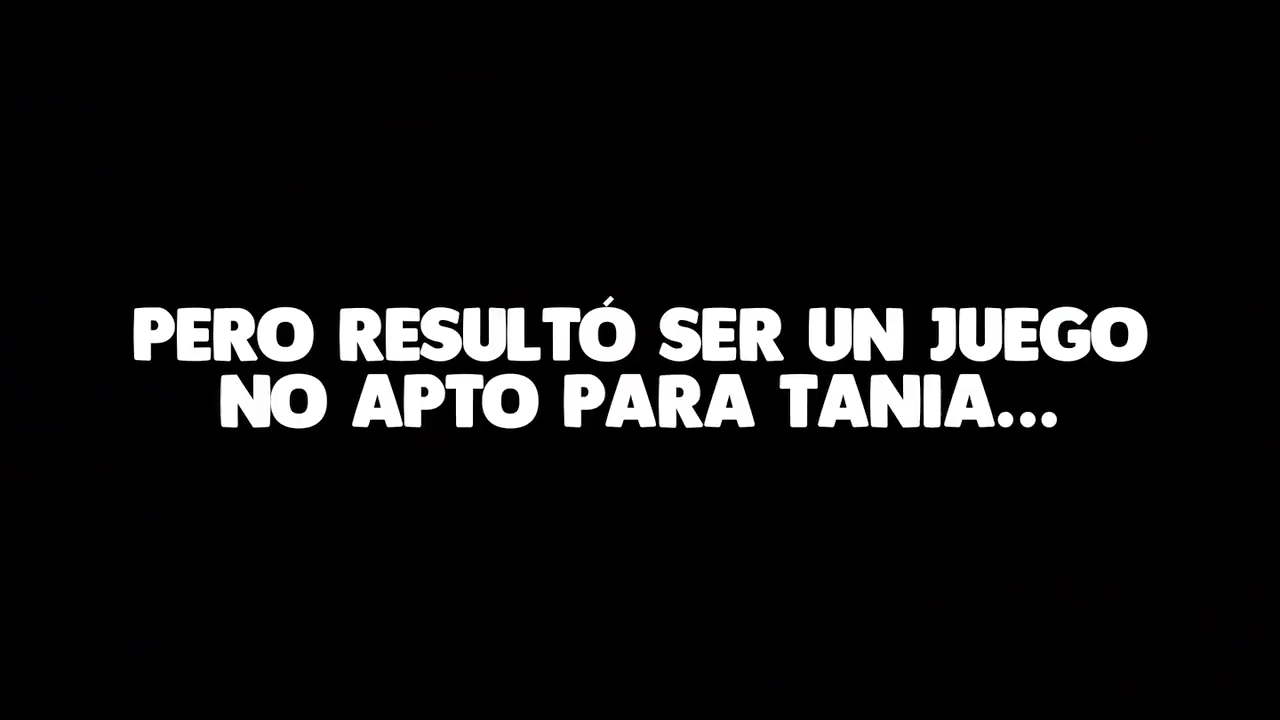 PERO RESULTÓ SER UN JUEGO
NO APTO PARA TANIA...